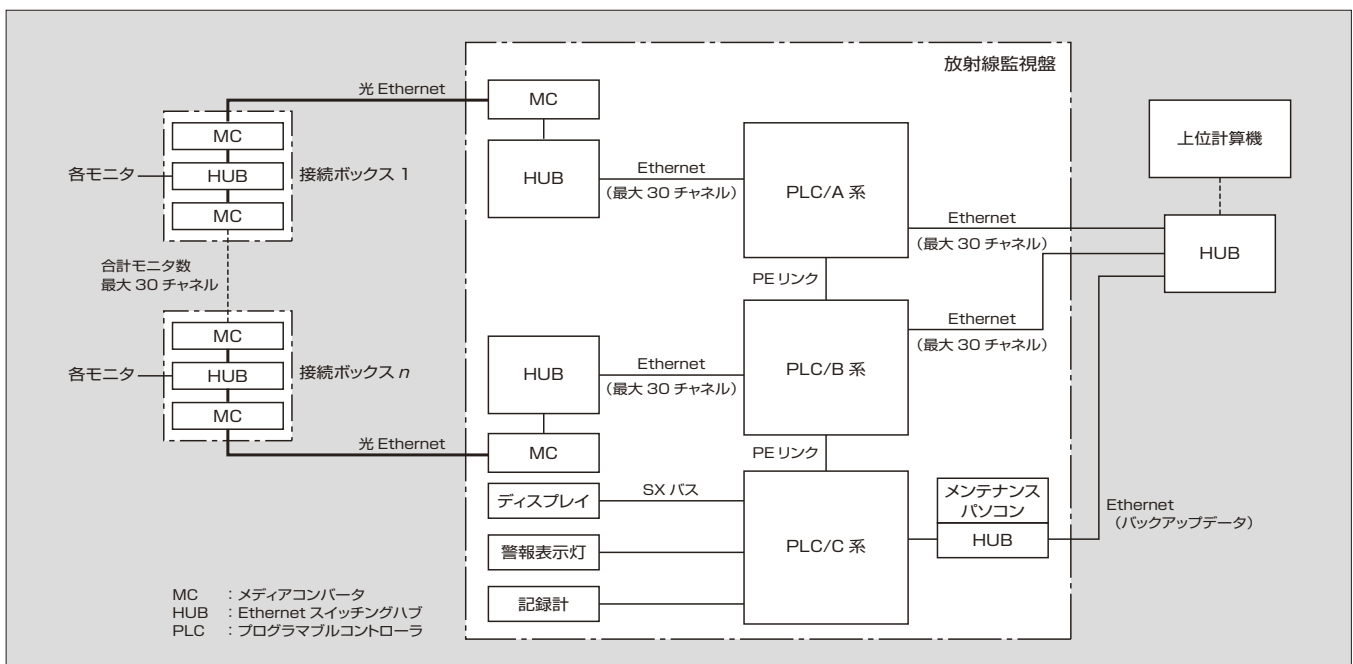 放射線監視盤
光 Ethernet
MC
MC
HUB
MC
各モニタ
接続ボックス 1
HUB
Ethernet
(最大 30 チャネル)
PLC/A 系
上位計算機
Ethernet
(最大 30 チャネル)
HUB
合計モニタ数
最大 30 チャネル
PE リンク
MC
HUB
MC
各モニタ
接続ボックス n
HUB
Ethernet
(最大 30 チャネル)
PLC/B 系
Ethernet
(最大 30 チャネル)
光 Ethernet
MC
PE リンク
ディスプレイ
SX バス
PLC/C 系
メンテナンス
パソコン
HUB
Ethernet
(バックアップデータ)
警報表示灯
記録計
MC :メディアコンバータ
HUB :Ethernet スイッチングハブ
PLC :プログラマブルコントローラ